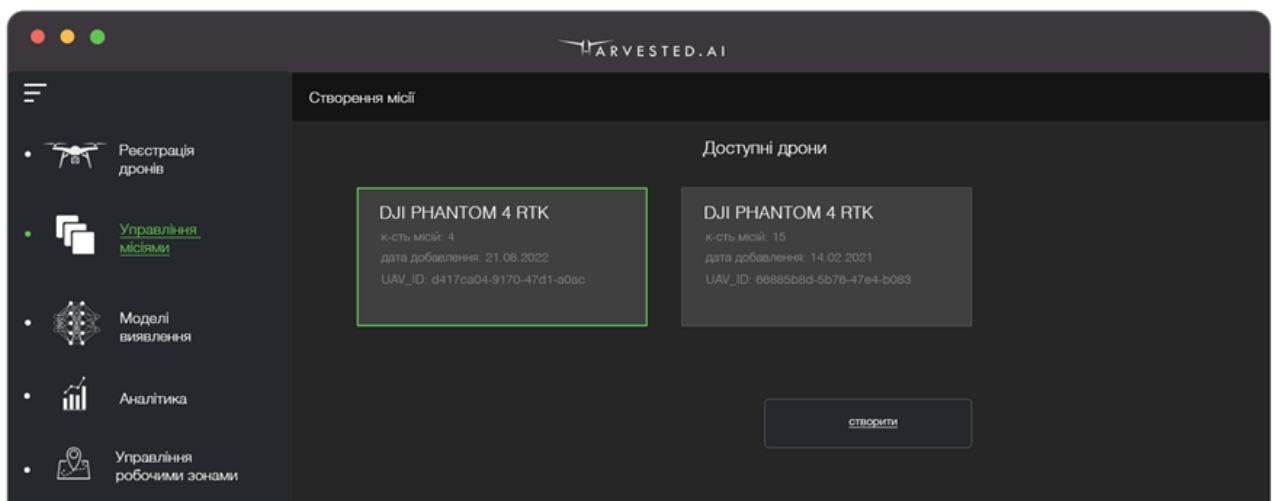 HARVESTED.AI
Створення місії
Реєстрація
дронів
Управління
місіями
Моделі
виявлення
Аналітика
Управління
робочими зонами
Доступні дрони
DJI PHANTOM 4 RTK
к-сть місій: 4
дата добавлення: 21.08.2022
UAV_ID: d417ca04-9170-47d1-a0ac
DJI PHANTOM 4 RTK
к-сть місій: 15
дата добавлення: 14.02.2021
UAV_ID: 66885b8d-5b76-47e4-b083
створити